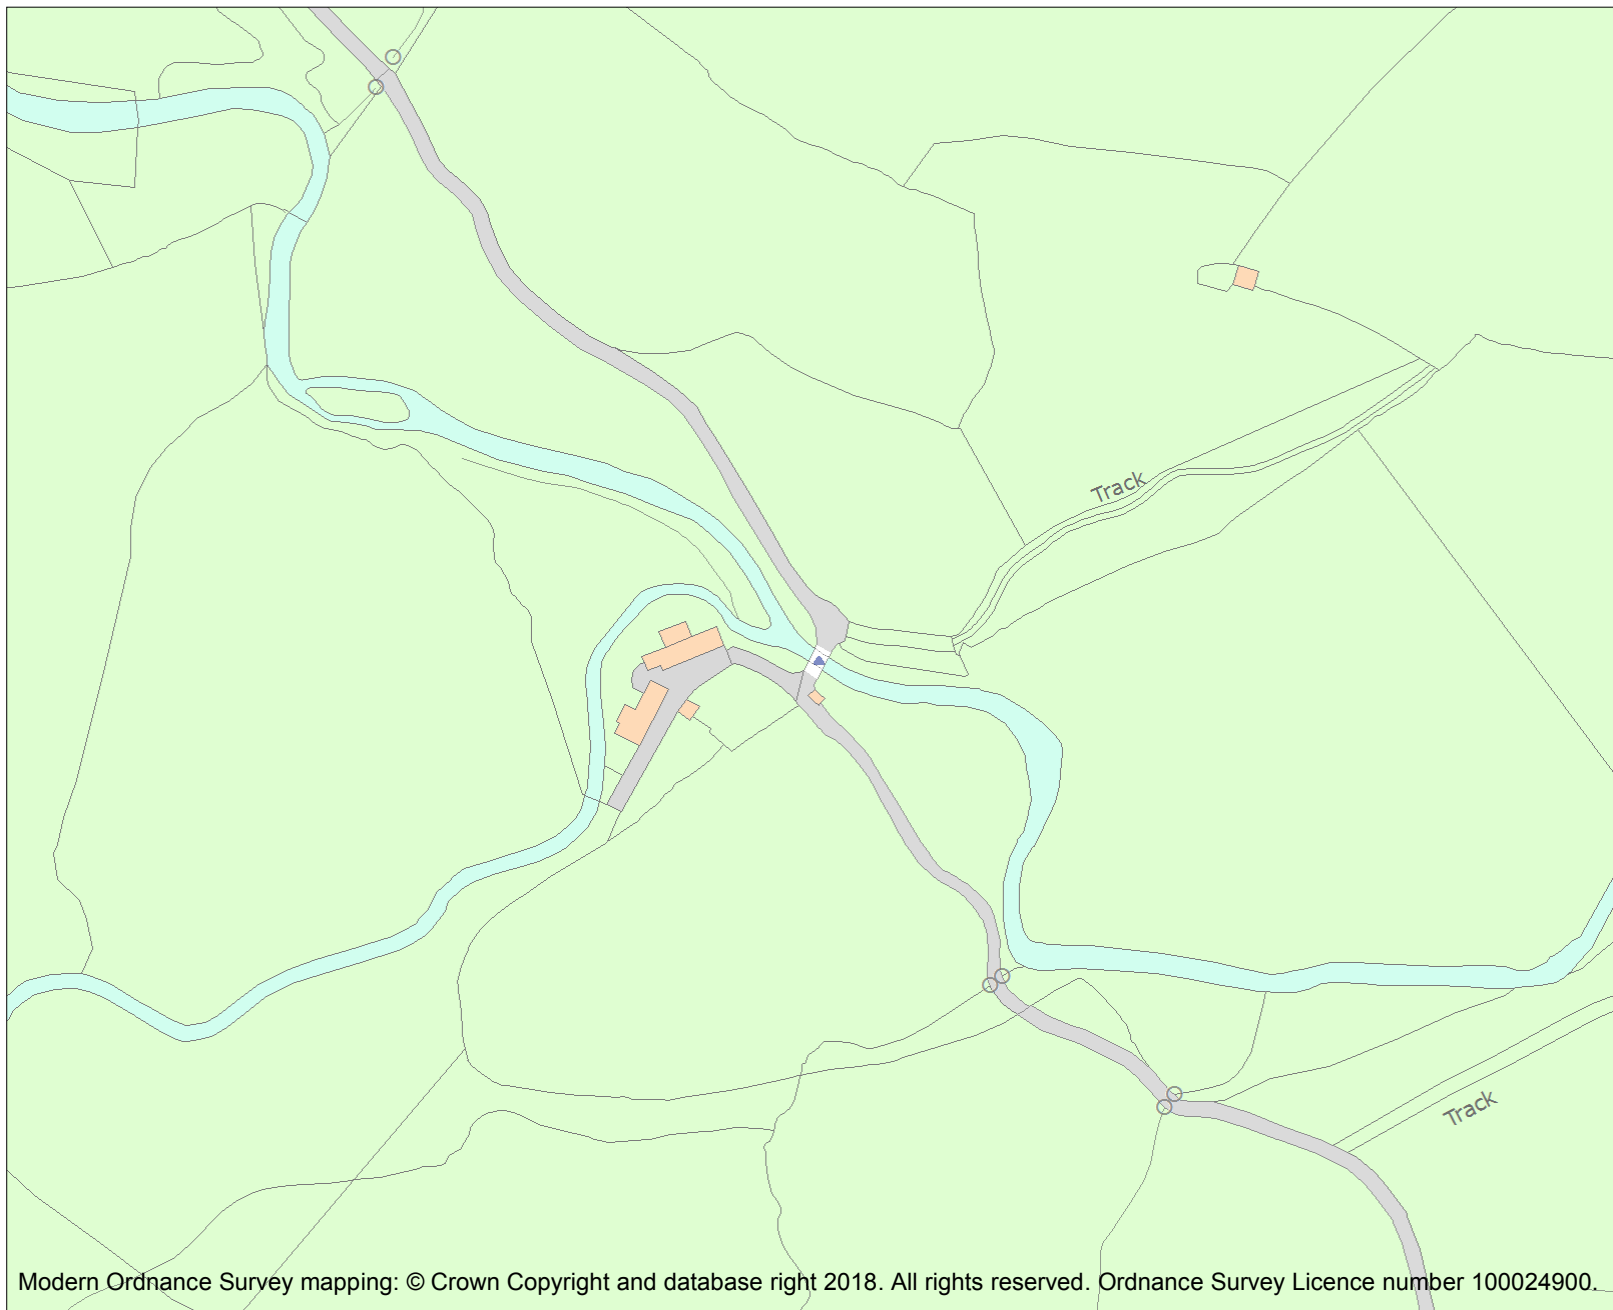 Track
Track
Modern Ordnance Survey mapping: © Crown Copyright and database right 2018. All rights reserved. Ordnance Survey Licence number 100024900.